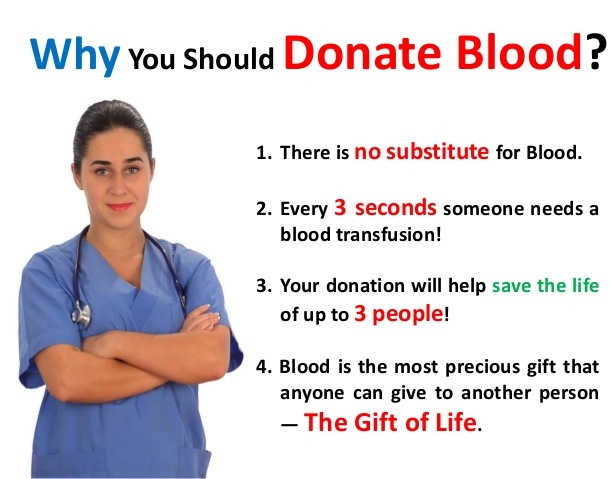 Why You Should Donate Blood?
1. There is no substitute for Blood.
2. Every 3 seconds someone needs a
blood transfusion!
3. Your donation will help save the life
of up to 3 people!
4. Blood is the most precious gift that
anyone can give to another person
— The Gift of Life.